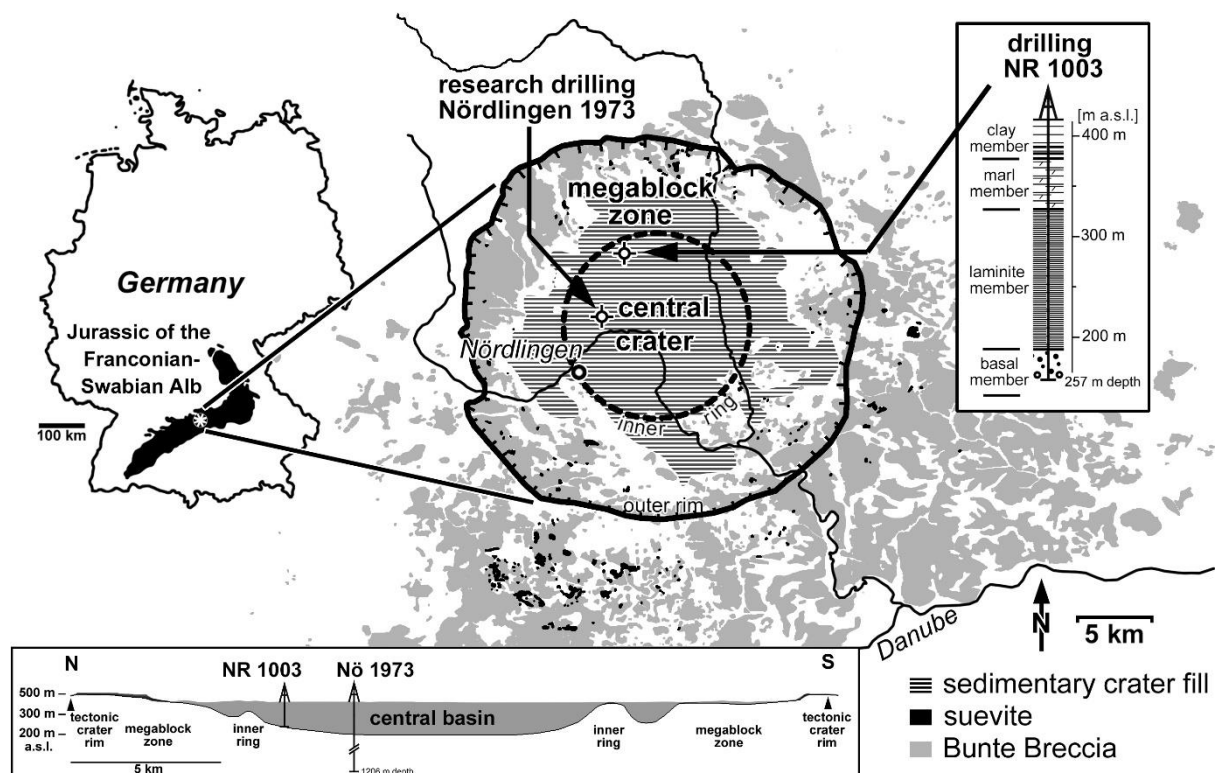 research drilling
Nördlingen 1973
megablock
zone
central
crater
Nördlingen
inner
ring
outer rim
Germany
Jurassic of the
Franconian-
Swabian Alb
100 km
drilling
NR 1003
[m a.s.l.]
clay
member
400 m
marl
member
300 m
laminite
member
200 m
basal
member
257 m depth
Danube
N
5 km
sedimentary crater fill
suevite
Bunte Breccia
N
S
NR 1003
Nö 1973
500 m
300 m
200 m
a.s.l.
tectonic
crater
rim
megablock
zone
inner
ring
central basin
inner
ring
megablock
zone
tectonic
crater
rim
5 km
1206 m depth